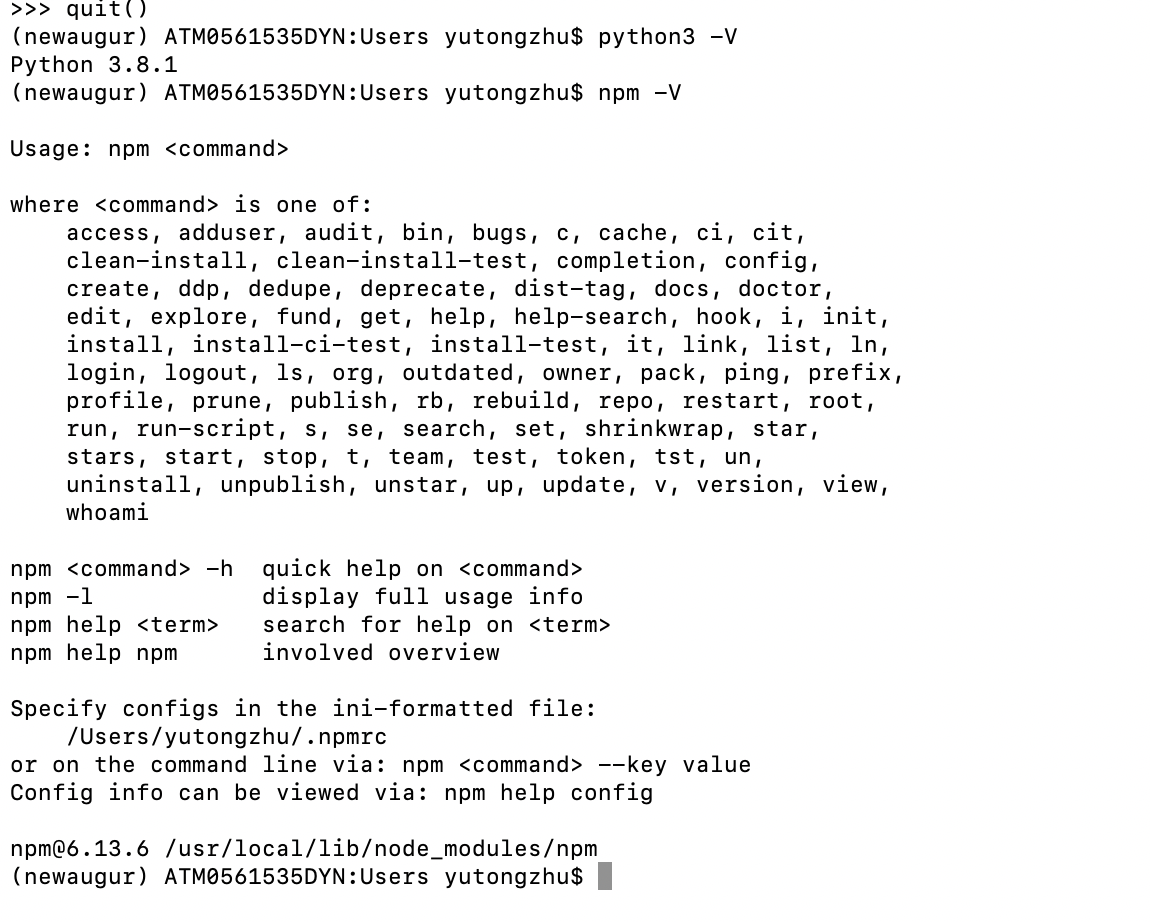 >>> quit()
(newaugur) ATM0561535DYN:Users yutongzhu$ python3 -V
Python 3.8.1
(newaugur) ATM0561535DYN:Users yutongzhu$ npm -V
Usage: npm <command>
where <command> is one of:
    access, adduser, audit, bin, bugs, c, cache, ci, cit,
    clean-install, clean-install-test, completion, config,
    create, ddp, dedupe, deprecate, dist-tag, docs, doctor,
    edit, explore, fund, get, help, help-search, hook, i, init,
    install, install-ci-test, install-test, it, link, list, ln,
    login, logout, ls, org, outdated, owner, pack, ping, prefix,
    profile, prune, publish, rb, rebuild, repo, restart, root,
    run, run-script, s, se, search, set, shrinkwrap, star,
    stars, start, stop, t, team, test, token, tst, un,
    uninstall, unpublish, unstar, up, update, v, version, view,
    whoami
npm <command> -h  quick help on <command>
npm -l            display full usage info
npm help <term>   search for help on <term>
npm help npm      involved overview
Specify configs in the ini-formatted file:
    /Users/yutongzhu/.npmrc
or on the command line via: npm <command> --key value
Config info can be viewed via: npm help config
npm@6.13.6 /usr/local/lib/node_modules/npm
(newaugur) ATM0561535DYN:Users yutongzhu$